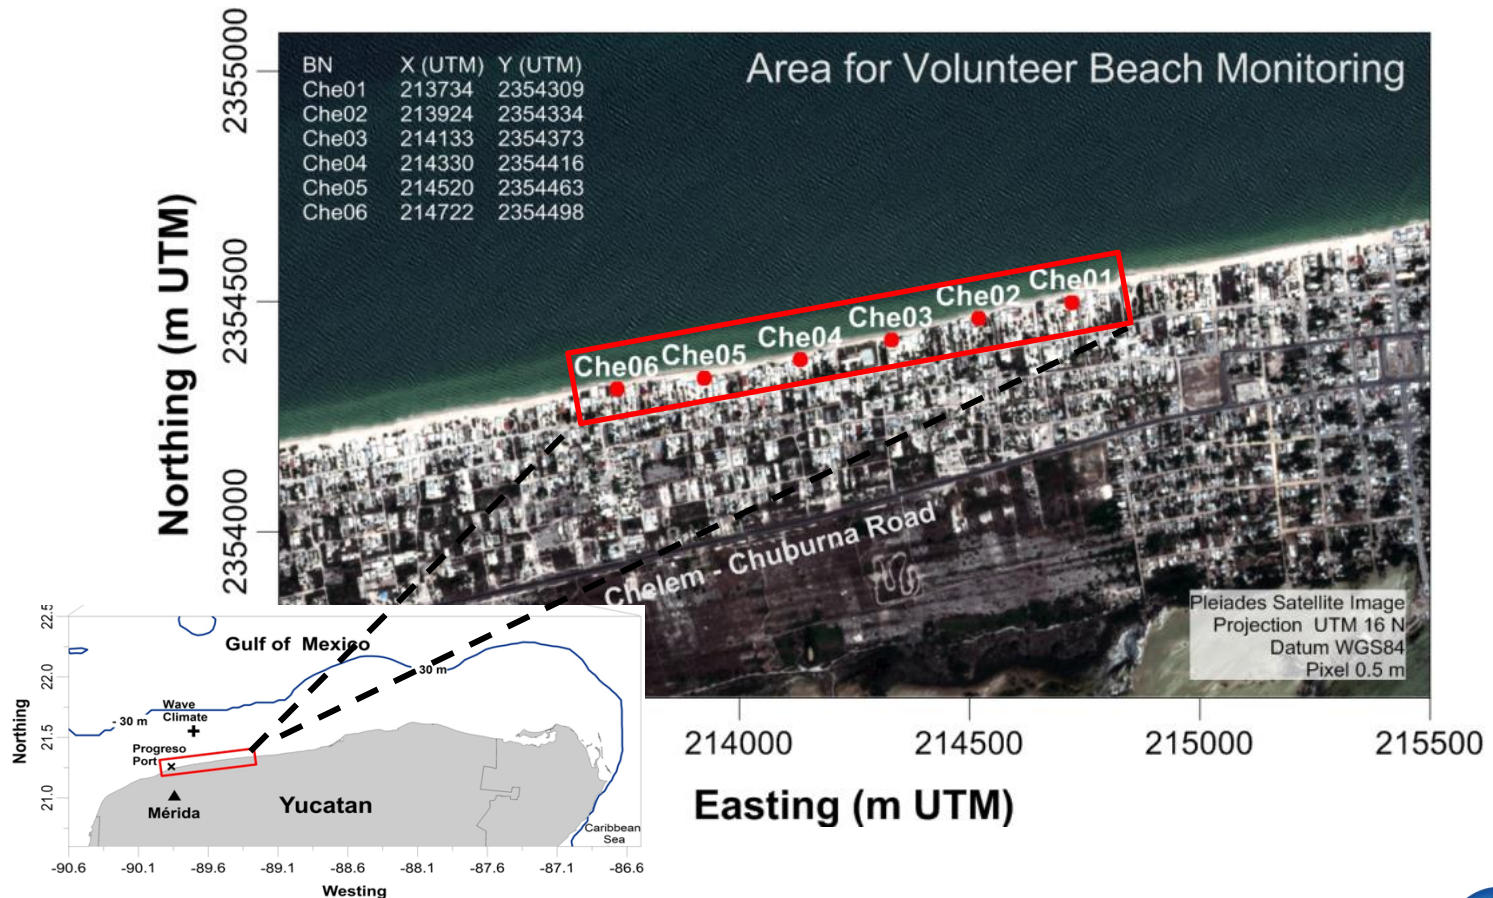 Area for Volunteer Beach Monitoring
BN X (UTM) Y (UTM)
Che01 213734 2354309
Che02 213924 2354334
Che03 214133 2354373
Che04 214330 2354416
Che05 214520 2354463
Che06 214722 2354498
2355000
2354500
2354000
Northing (m UTM)
Che06
Che05
Che04
Che03
Che02
Che01
Chelem - Chuburna Road
Pleiades Satellite Image
Projection UTM 16 N
Datum WGS84
Pixel 0.5 m
214000 214500 215000 215500
Easting (m UTM)
22.5
22.0
21.5
21.0
Northing
Gulf of Mexico
30 m
- 30 m
Wave
Climate
Progreso
Port
Mérida
Yucatan
Caribbean
Sea
-90.6 -90.1 -89.6 -89.1 -88.6 -88.1 -87.6 -87.1 -86.6
Westing